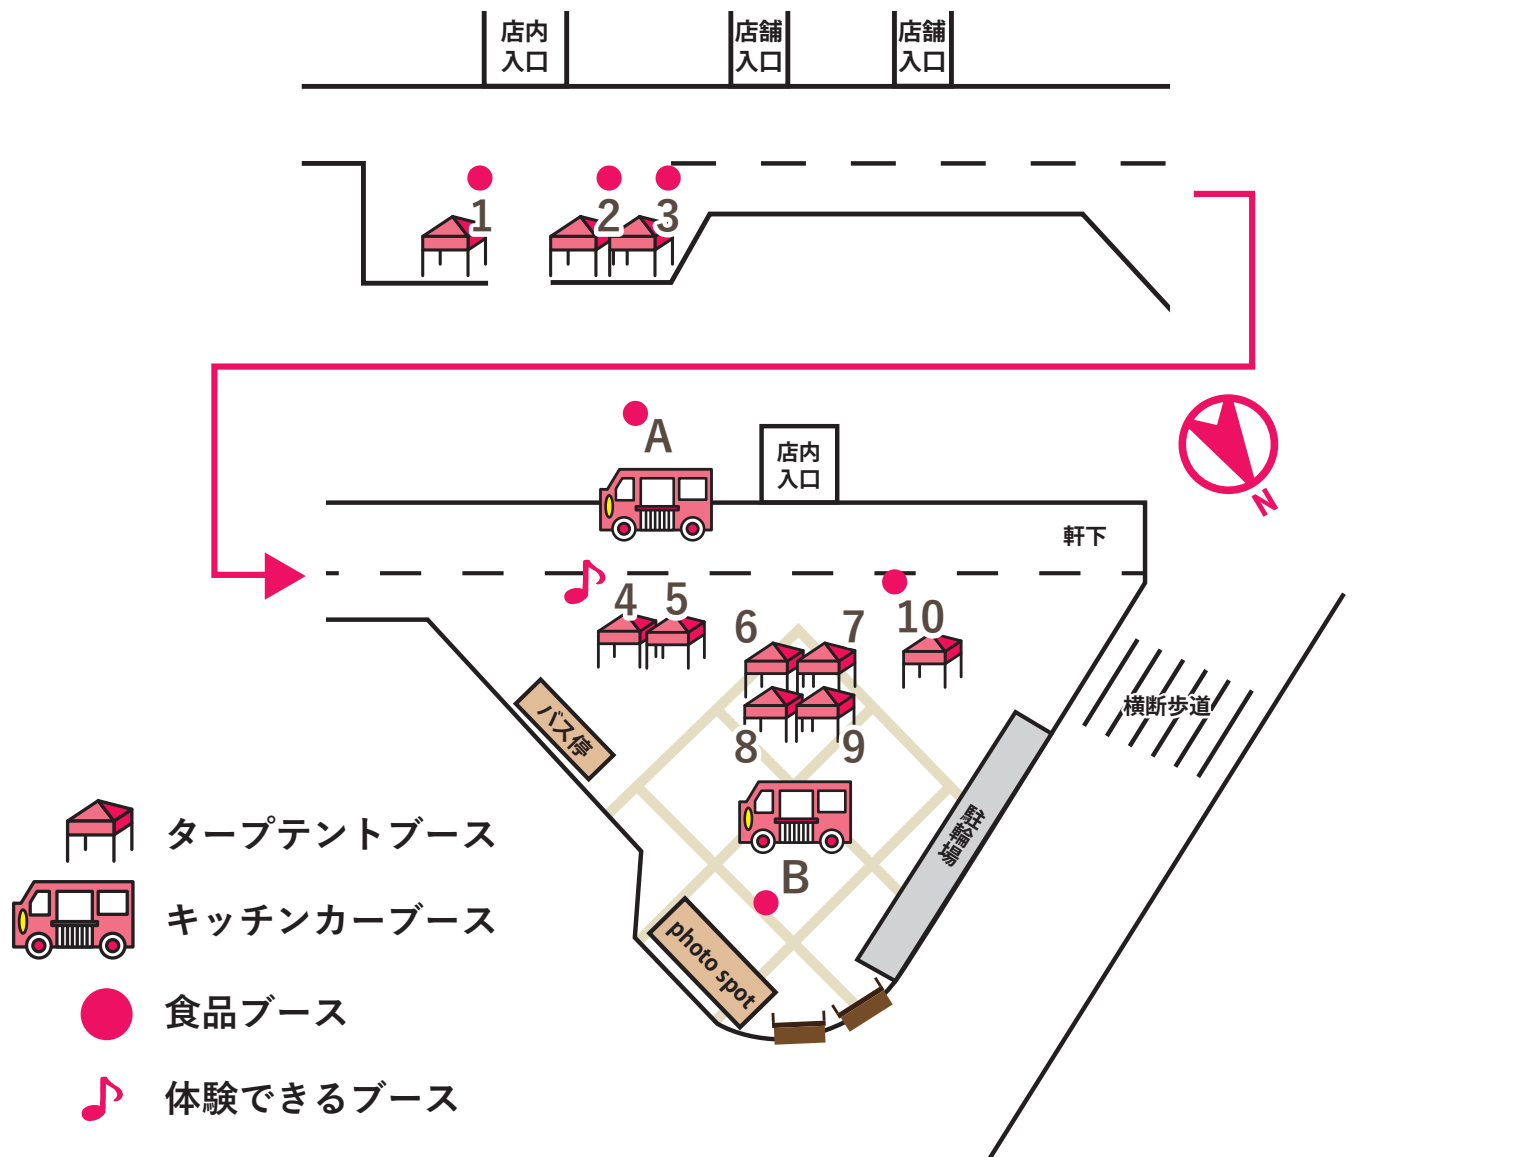 店内
入口
店舗
入口
店舗
入口
1
2
3
A
店内
入口
N
軒下
4
5
6
7
10
横断歩道
バス停
8
9
駐輪場
タープテントブース
B
キッチンカーブース
photo spot
食品ブース
体験できるブース